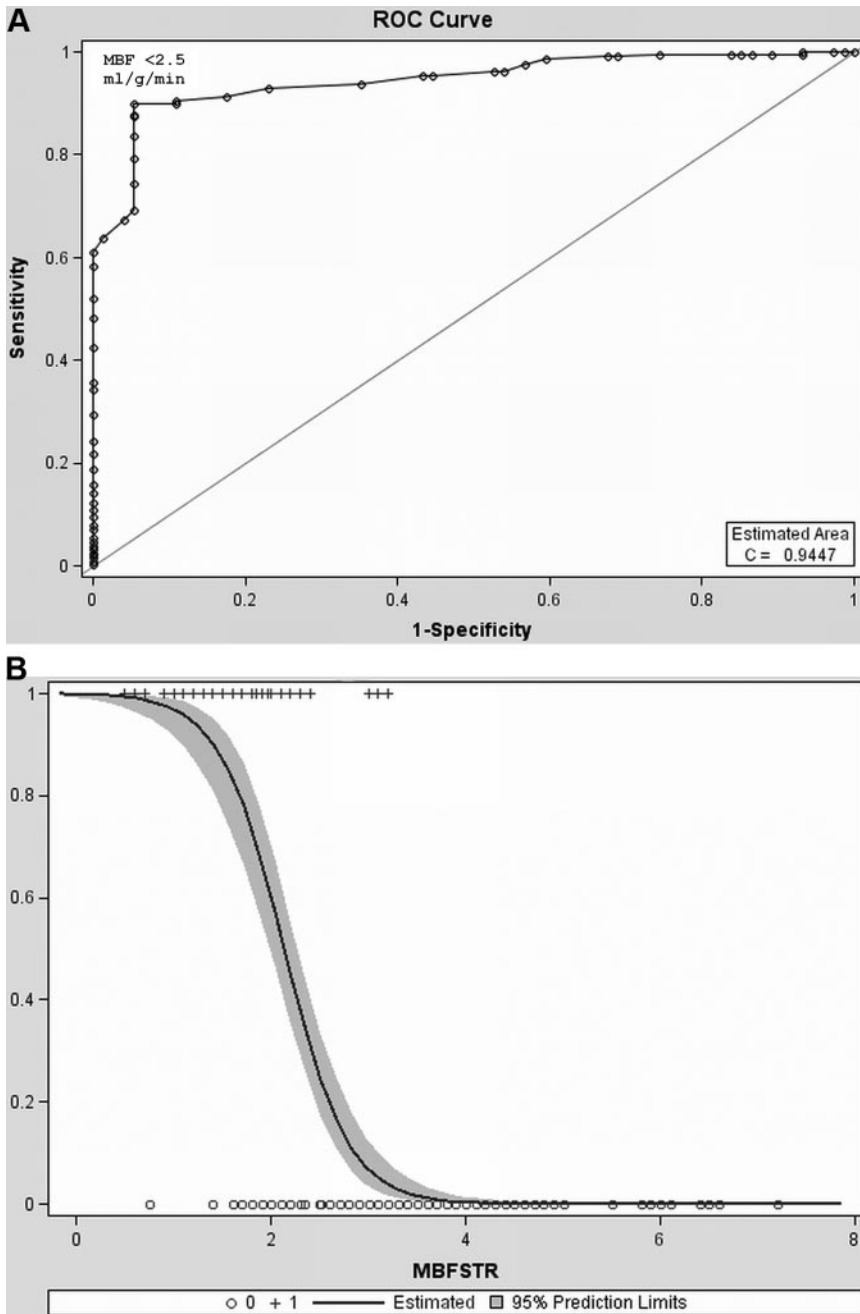 A
ROC Curve
MBF <2.5
ml/g/min
1
0.8
0.6
0.4
0.2
0
Sensitivity
Estimated Area
C = 0.9447
0 0.2 0.4 0.6 0.8 1
1-Specificity
B
1
0.8
0.6
0.4
0.2
0
0 2 4 6 8
MBFSTR
0 1 Estimated 95% Prediction Limits